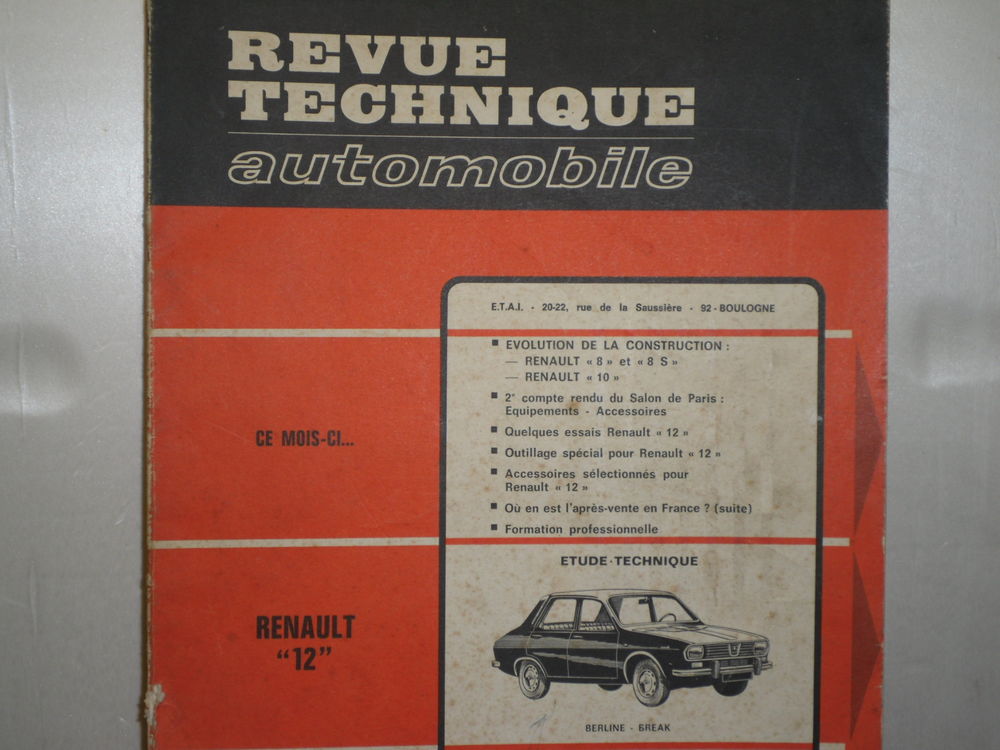 REVUE
TECHNIQUE
automobile
E.T.A.I. - 20-22, rue de la Saussière - 92-BOULOGNE
CE MOIS-CI...
■ EVOLUTION DE LA CONSTRUCTION :
— RENAULT « 8 » et « 8 S »
— RENAULT « 10 »
■ 2e compte rendu du Salon de Paris :
Equipements - Accessoires
■ Quelques essais Renault « 12 »
■ Outillage spécial pour Renault « 12 »
■ Accessoires sélectionnés pour
Renault « 12 »
■ Où en est l'après-vente en France ? (suite)
■ Formation professionnelle
RENAULT
"12"
ETUDE-TECHNIQUE
BERLINE - BREAK